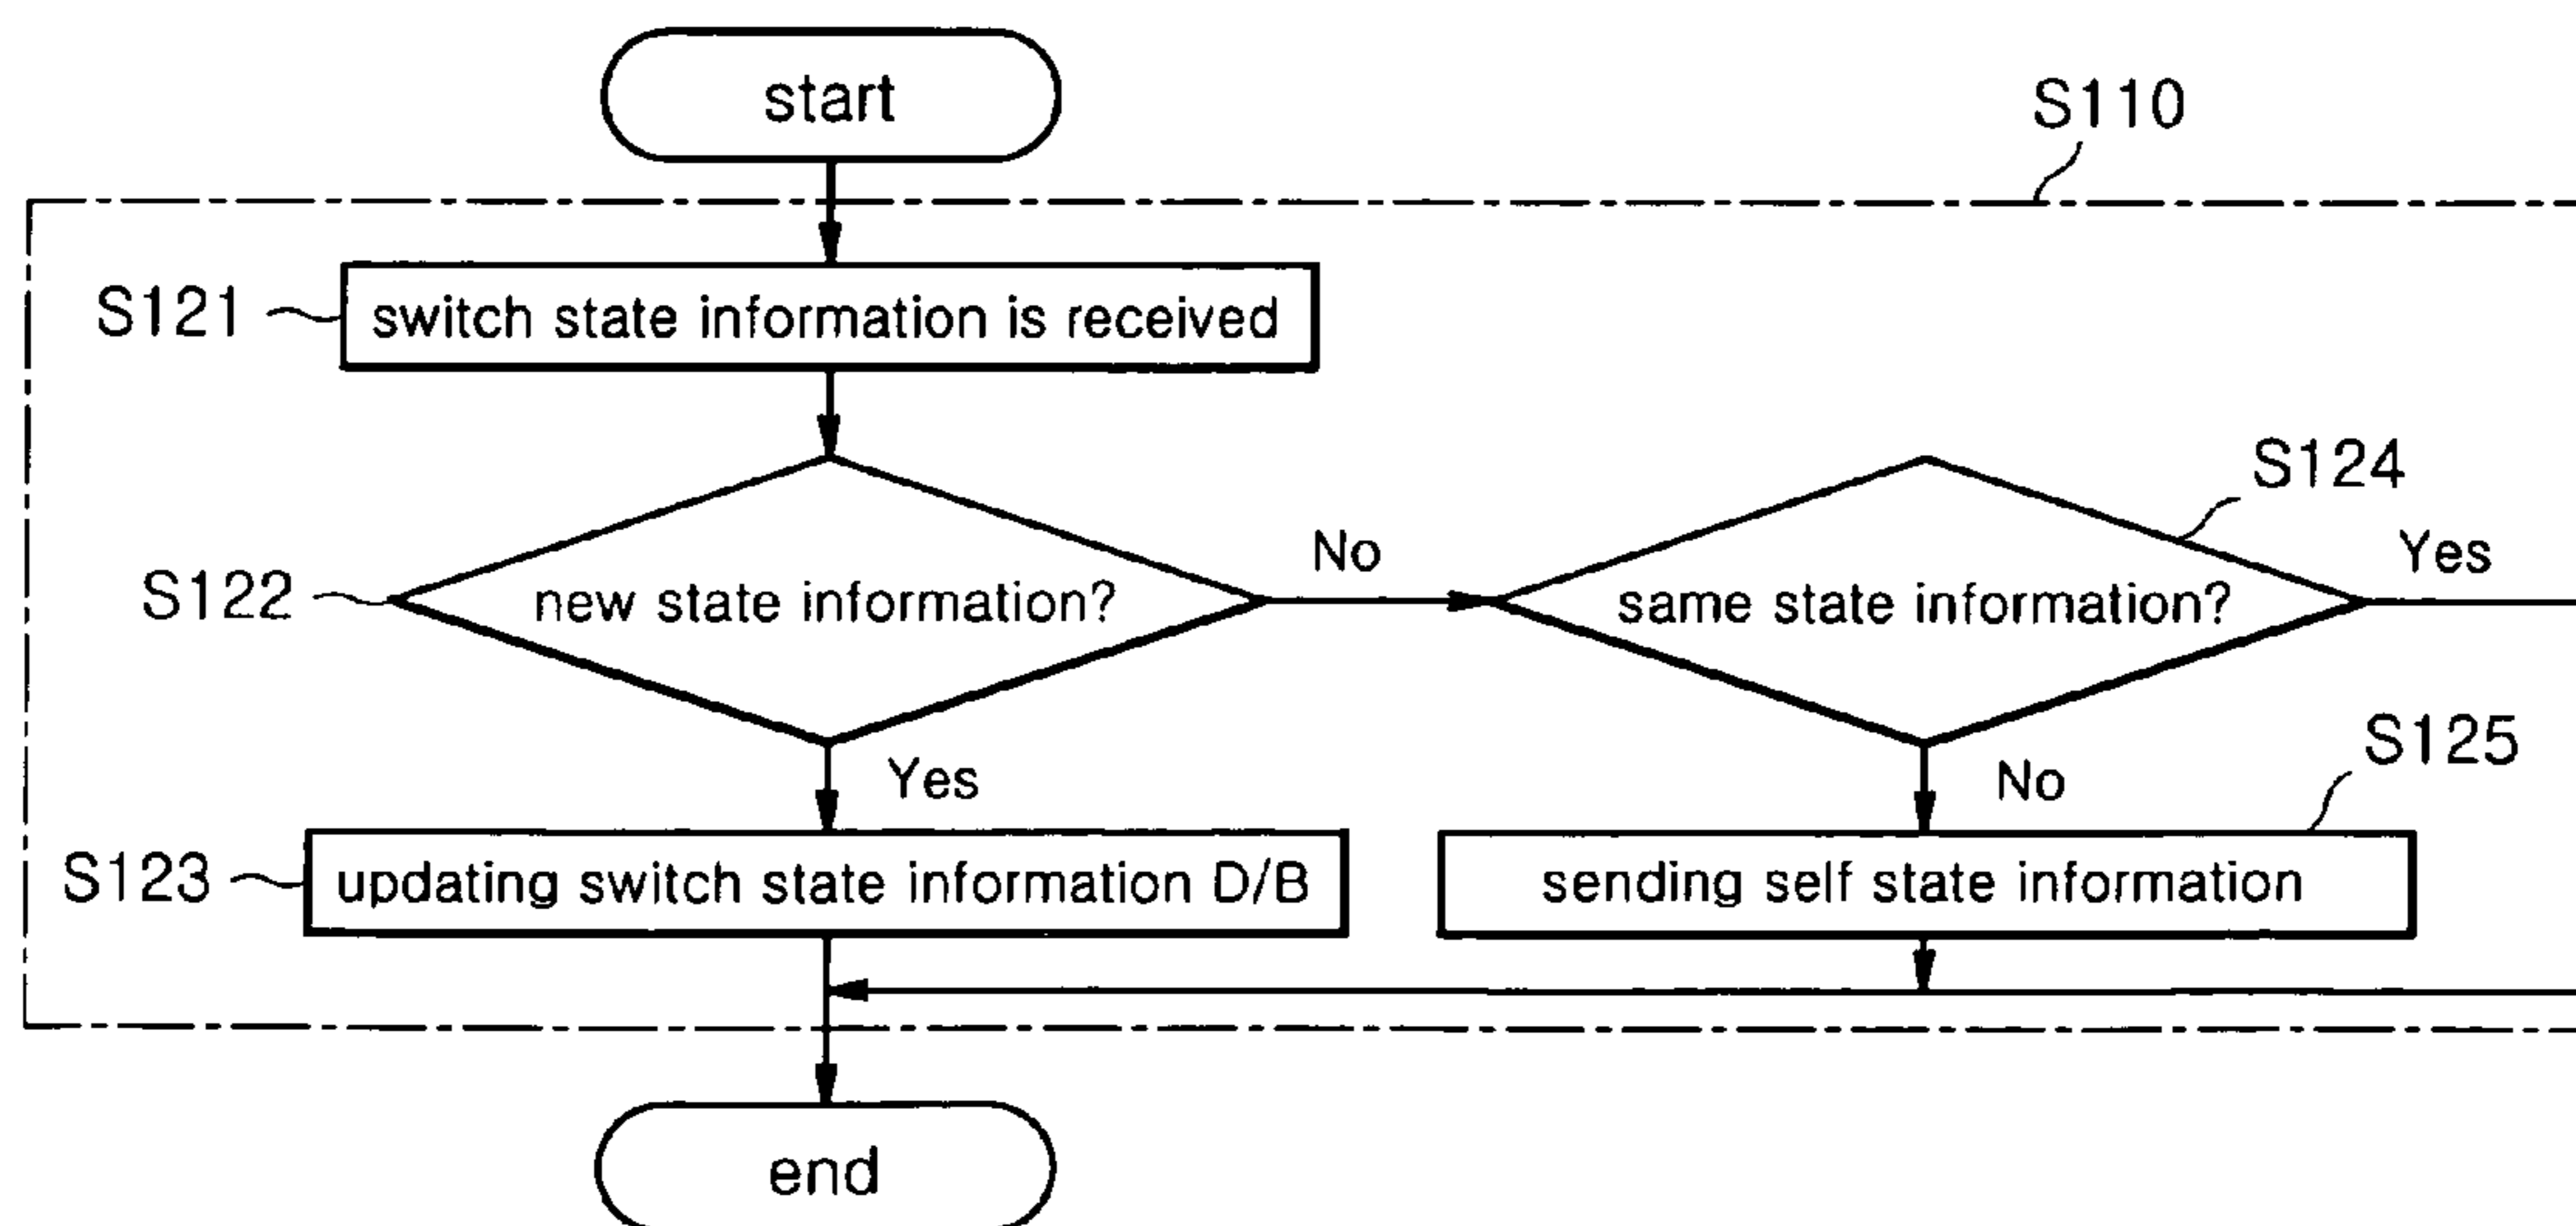 start
S110
S121
switch state information is received
S124
S122
new state information?
No
same state information?
Yes
Yes
No
S125
S123
updating switch state information D/B
sending self state information
end